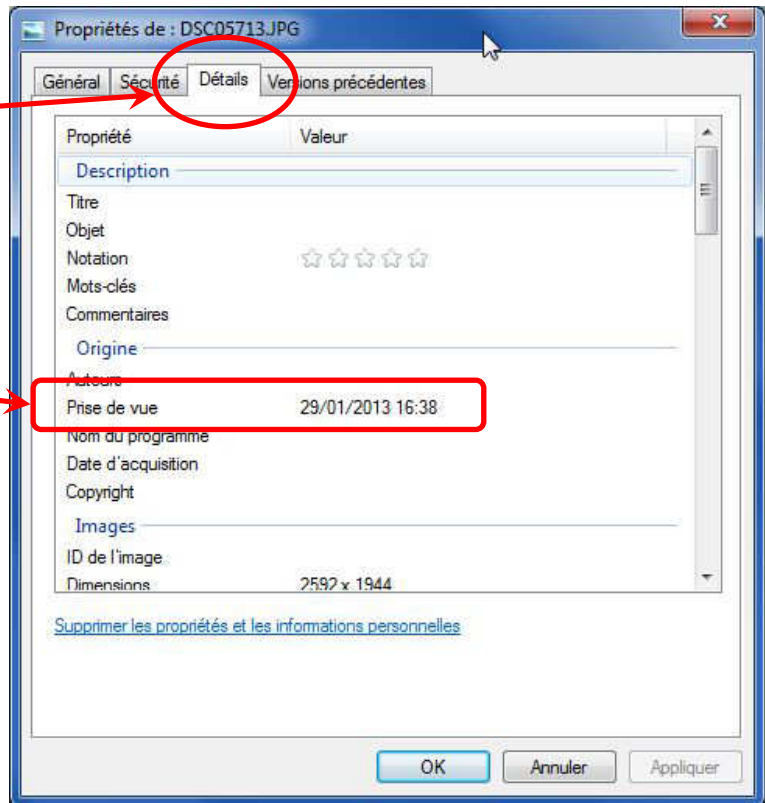 Propriétés de : DSC05713.JPG
Général Sécurité Détails Versions précédentes
Propriété Valeur
Description
Titre
Objet
Notation
Mots-clés
Commentaires
Origine
Auteurs
Prise de vue 29/01/2013 16:38
Nom du programme
Date d'acquisition
Copyright
Images
ID de l'image
Dimensions 2592 x 1944
Supprimer les propriétés et les informations personnelles
OK Annuler Appliquer